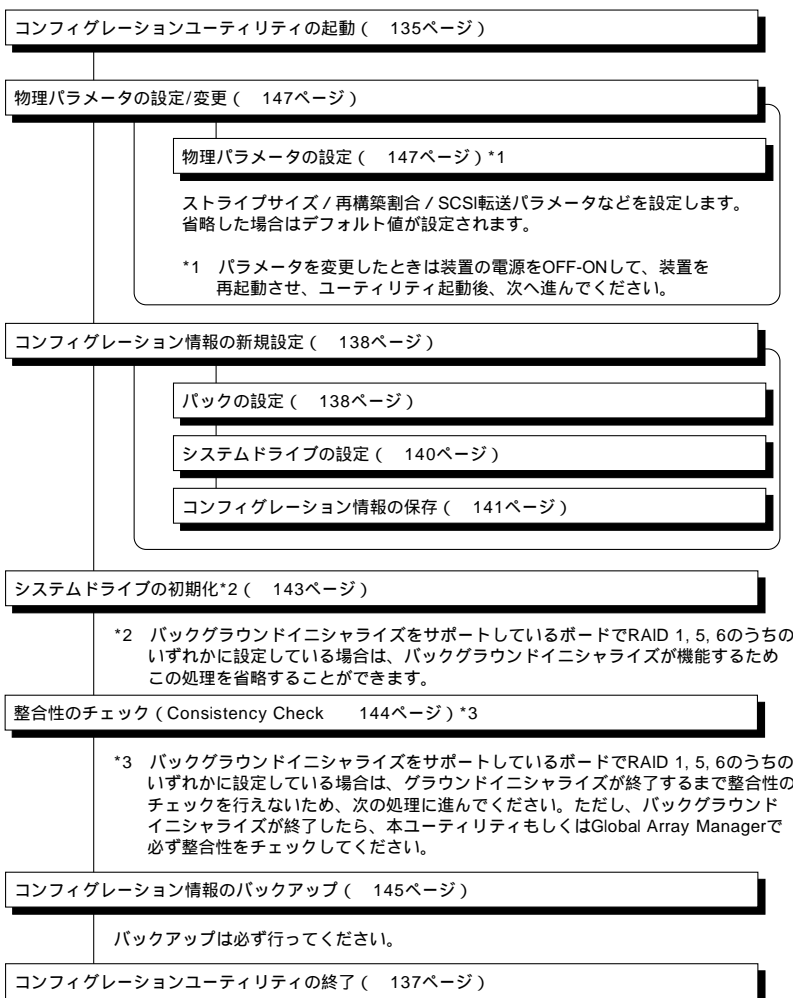 コンフィグレーションユーティリティの起動（　135ページ）
物理パラメータの設定/変更（　147ページ）
物理パラメータの設定（　147ページ）*1
ストライプサイズ / 再構築割合 / SCSI転送パラメータなどを設定します。
省略した場合はデフォルト値が設定されます。
*1　パラメータを変更したときは装置の電源をOFF-ONして、装置を
再起動させ、ユーティリティ起動後、次へ進んでください。
コンフィグレーション情報の新規設定（　138ページ）
パックの設定（　138ページ）
システムドライブの設定（　140ページ）
コンフィグレーション情報の保存（　141ページ）
システムドライブの初期化*2（　143ページ）
*2　バックグラウンドイニシャライズをサポートしているボードでRAID 1, 5, 6のうちの
いずれかに設定している場合は、バックグラウンドイニシャライズが機能するため
この処理を省略することができます。
整合性のチェック（Consistency Check　　144ページ）*3
*3　バックグラウンドイニシャライズをサポートしているボードでRAID 1, 5, 6のうちの
いずれかに設定している場合は、グラウンドイニシャライズが終了するまで整合性の
チェックを行えないため、次の処理に進んでください。ただし、バックグラウンド
イニシャライズが終了したら、本ユーティリティもしくはGlobal Array Managerで
必ず整合性をチェックしてください。
コンフィグレーション情報のバックアップ（　145ページ）
バックアップは必ず行ってください。
コンフィグレーションユーティリティの終了（　137ページ）